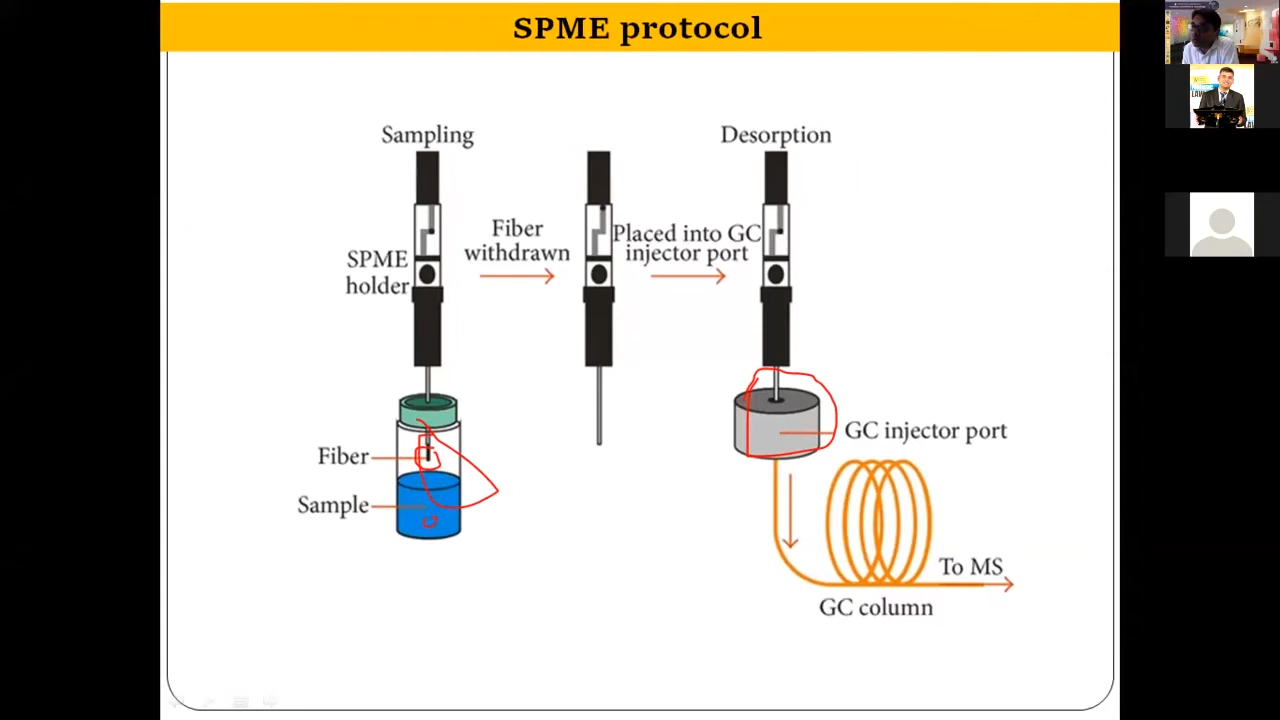 SPME protocol
Sampling
Desorption
Fiber
withdrawn
Placed into GC
injector port
SPME
holder
Fiber
Sample
GC injector port
To MS
GC column